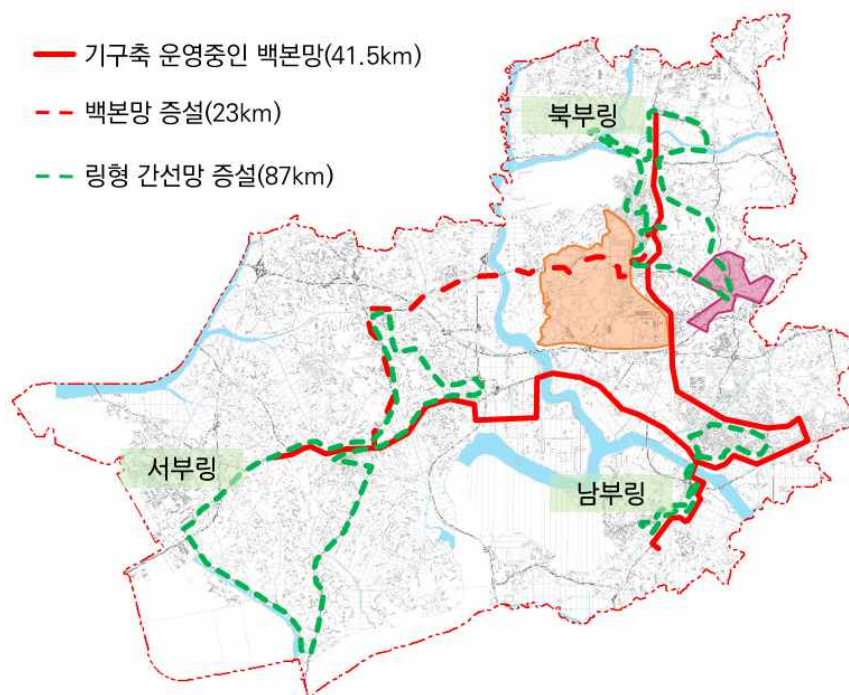 기구축 운영중인 백본망(41.5km)
백본망 증설(23km)
링형 간선망 증설(87km)
북부링
서부링
남부링